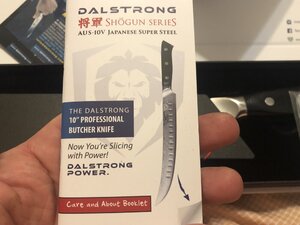 DALSTRONG
将軍 SHŌGUN SERIES
AUS-10V JAPANESE SUPER STEEL
THE DALSTRONG
10" PROFESSIONAL
BUTCHER KNIFE
Now You're Slicing
with Power!
DALSTRONG
POWER.
Care and About Booklet